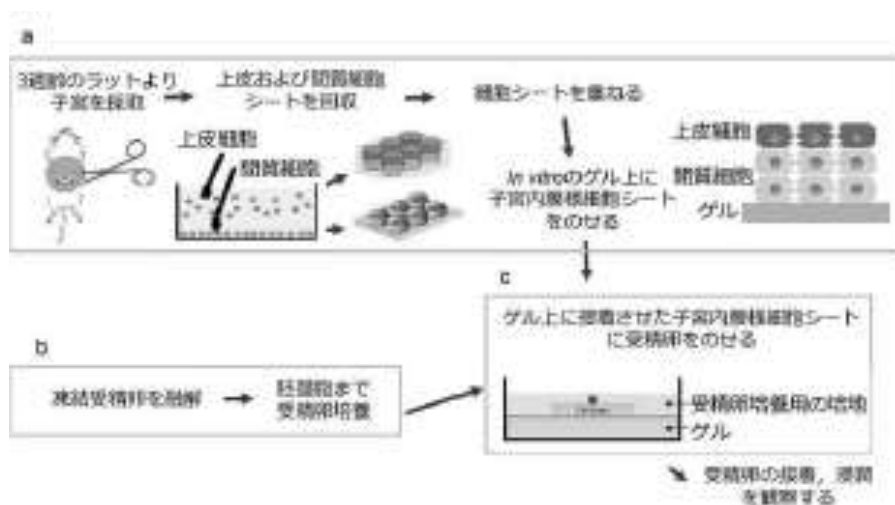 a
3週齢のラットより
子宮を採取
上皮および間質細胞
シートを回収
細胞シートを重ねる
上皮細胞
間質細胞
In vitroのゲル上に
子宮内膜様細胞シート
をのせる
上皮細胞
間質細胞
ゲル
b
凍結受精卵を融解
胚盤胞まで
受精卵培養
c
ゲル上に接着させた子宮内膜様細胞シート
に受精卵をのせる
受精卵培養用の培地
ゲル
受精卵の接着，浸潤
を観察する